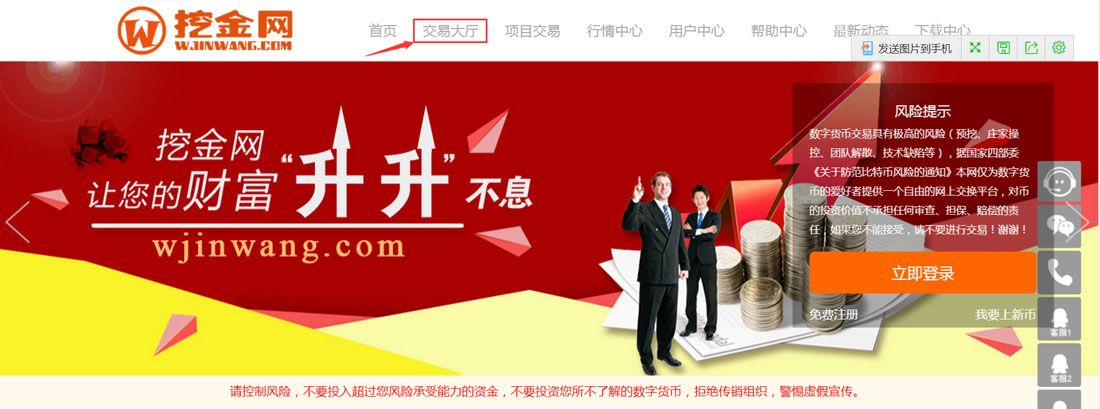 挖金网
WJINWANG.COM
首页 交易大厅 项目交易 行情中心 用户中心 帮助中心 最新动态 下载中心
发送图片到手机
挖金网
让您的财富“升升”不息
wjinwang.com
风险提示
数字货币交易具有极高的风险（预挖、庄家操
控、团队解散、技术缺陷等），据国家四部委
《关于防范比特币风险的通知》本网仅为数字货
币的爱好者提供一个自由的网上交换平台，对币
的投资价值不承担任何审查、担保、赔偿的责
任，如果您不能接受，请不要进行交易！谢谢！
立即登录
免费注册 我要上新币
客服1
客服2
请控制风险，不要投入超过您风险承受能力的资金，不要投资您所不了解的数字货币，拒绝传销组织，警惕虚假宣传。